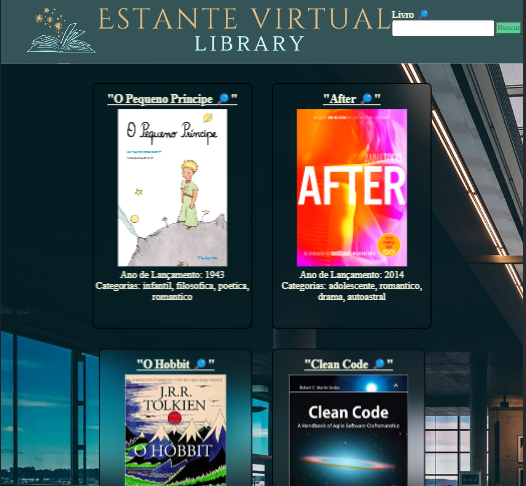 ESTANTE VIRTUAL
LIBRARY
Livro
Buscar
"O Pequeno Principe 🔎"
O Pequeno Príncipe
Ano de Lançamento: 1943
Categorias: infantil, filosofica, poetica,
romantico
"After 🔎"
ANNA TODD
AFTER
Ano de Lançamento: 2014
Categorias: adolescente, romantico,
drama, autoastral
"O Hobbit 🔎"
J.R.R.
TOLKIEN
O HOBBIT
"Clean Code 🔎"
Robert C. Martin Series
Clean Code
A Handbook of Agile Software Craftsmanship